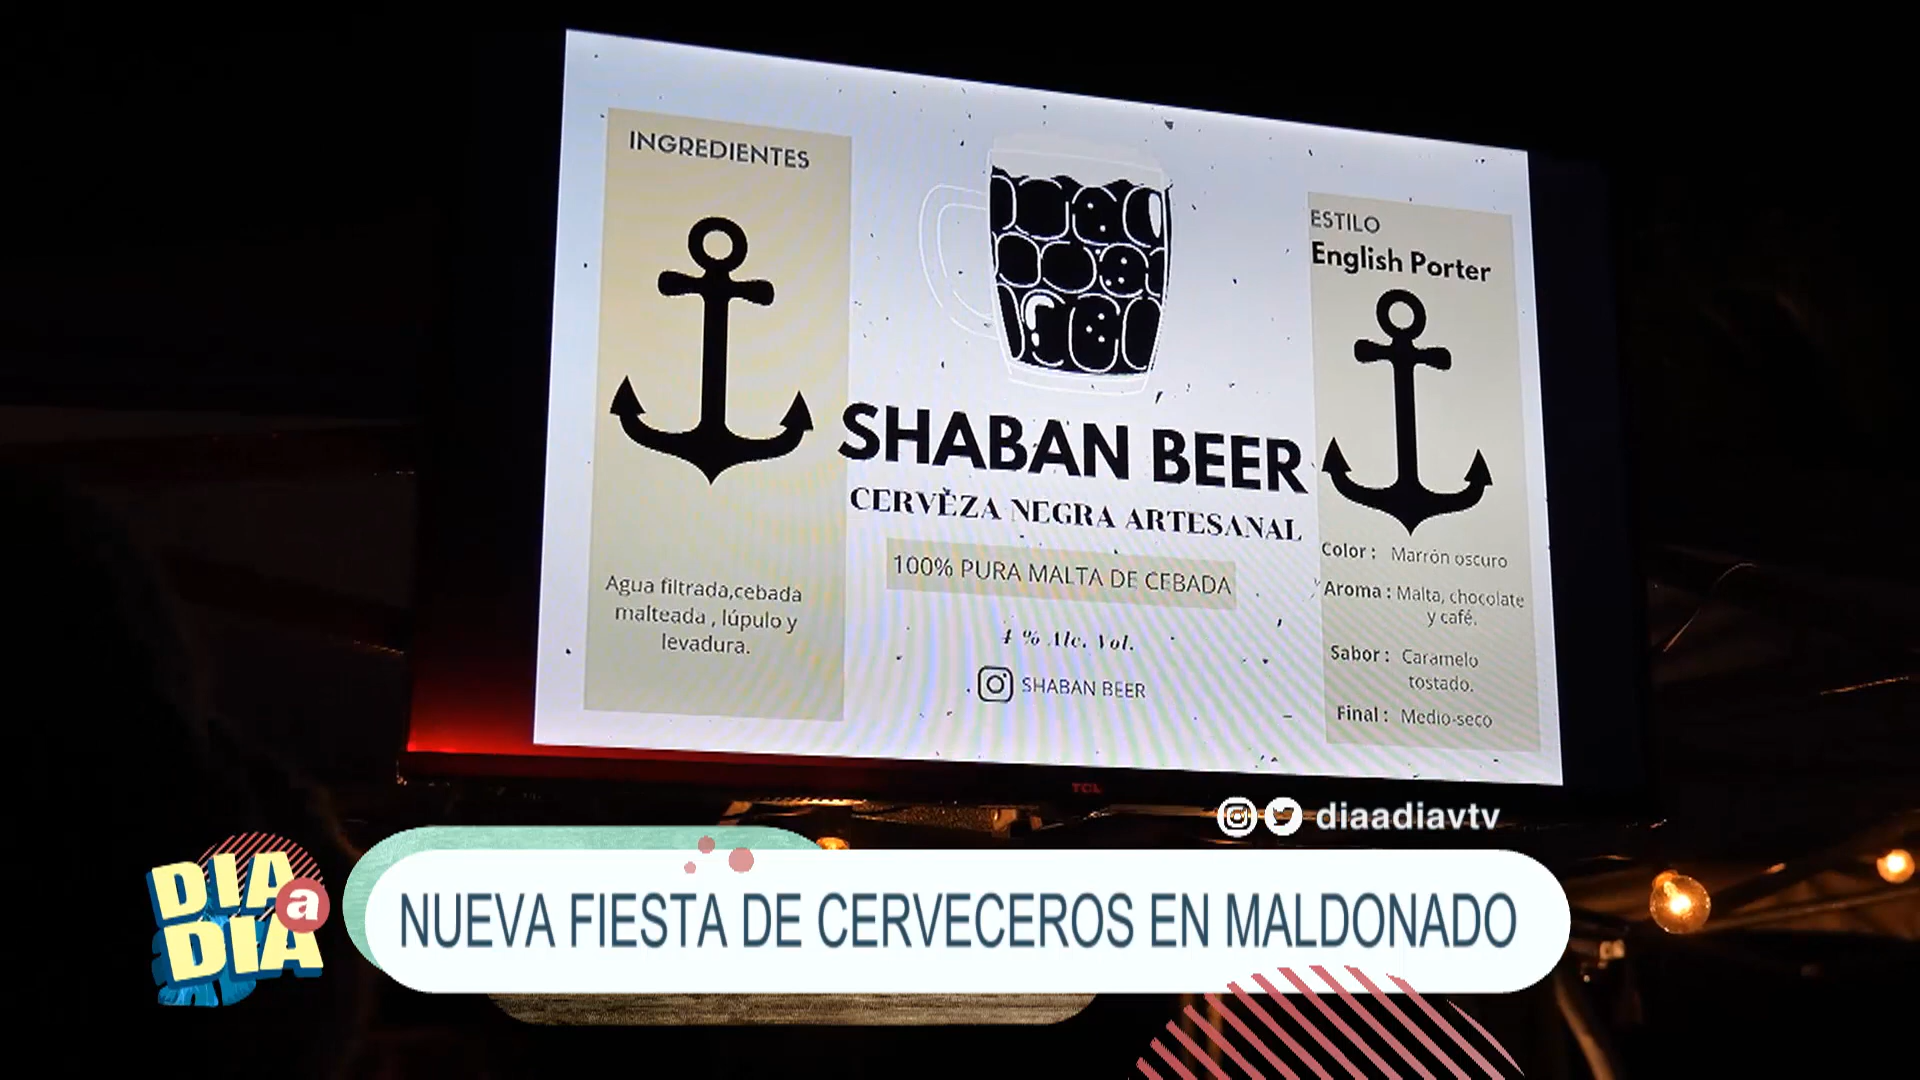 INGREDIENTES
Agua filtrada,cebada
malteada , lúpulo y
levadura.
SHABAN BEER
CERVEZA NEGRA ARTESANAL
100% PURA MALTA DE CEBADA
4 % Alc. Vol.
SHABAN BEER
ESTILO
English Porter
Color : Marrón oscuro
Aroma : Malta, chocolate
y café.
Sabor : Caramelo
tostado.
Final : Medio-seco
TCL
diaadiavtv
DIA a
DIA
NUEVA FIESTA DE CERVECEROS EN MALDONADO